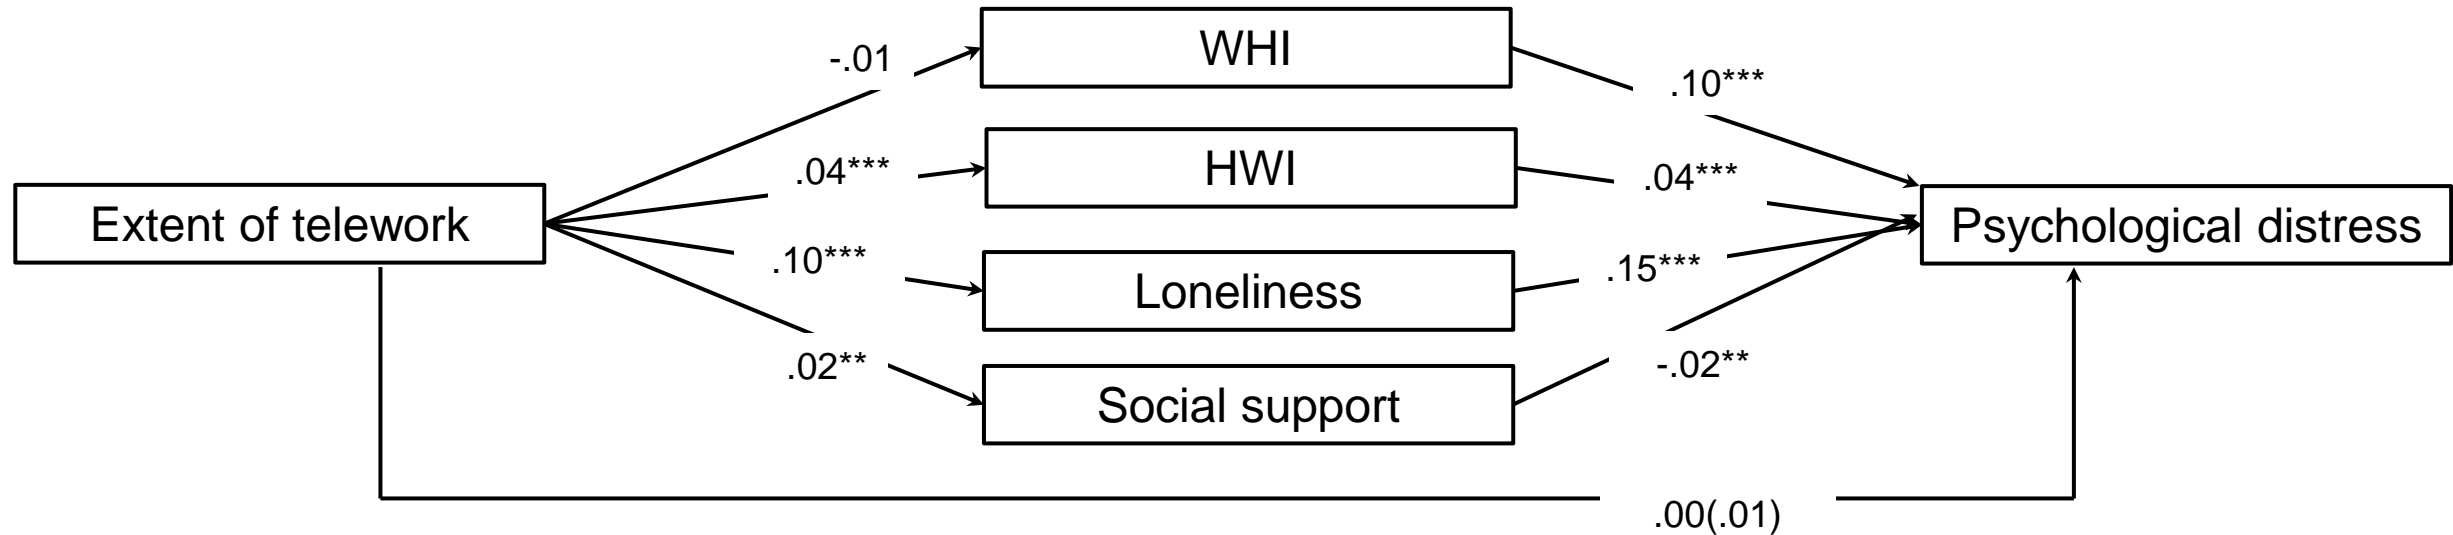 WHI
-.01
.10***
HWI
.04***
.04***
Extent of telework
Psychological distress
.10***
.15***
Loneliness
.02**
-.02**
Social support
.00(.01)